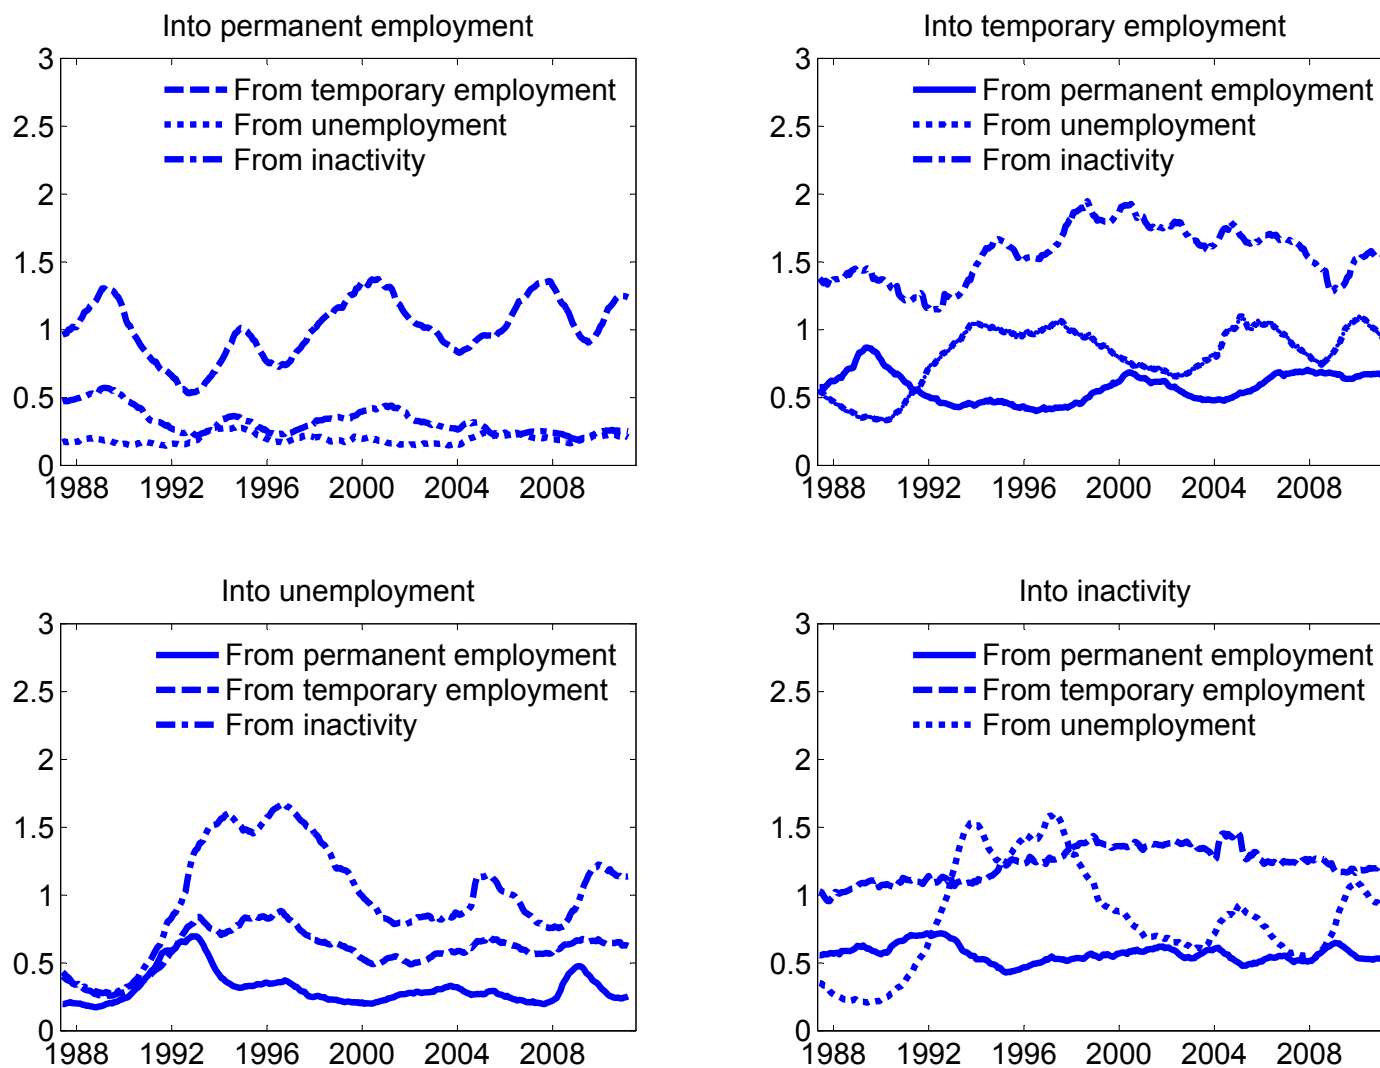 Into permanent employment
3
2.5
2
1.5
1
0.5
0
From temporary employment
From unemployment
From inactivity
1988 1992 1996 2000 2004 2008
Into temporary employment
3
2.5
2
1.5
1
0.5
0
From permanent employment
From unemployment
From inactivity
1988 1992 1996 2000 2004 2008
Into unemployment
3
2.5
2
1.5
1
0.5
0
From permanent employment
From temporary employment
From inactivity
1988 1992 1996 2000 2004 2008
Into inactivity
3
2.5
2
1.5
1
0.5
0
From permanent employment
From temporary employment
From unemployment
1988 1992 1996 2000 2004 2008